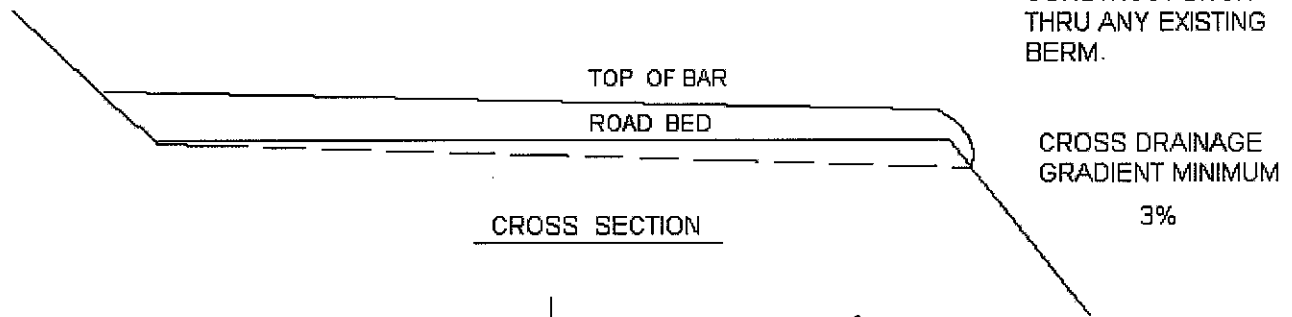 THRU ANY EXISTING
BERM.
TOP OF BAR
ROAD BED
CROSS DRAINAGE
GRADIENT MINIMUM
3%
CROSS SECTION